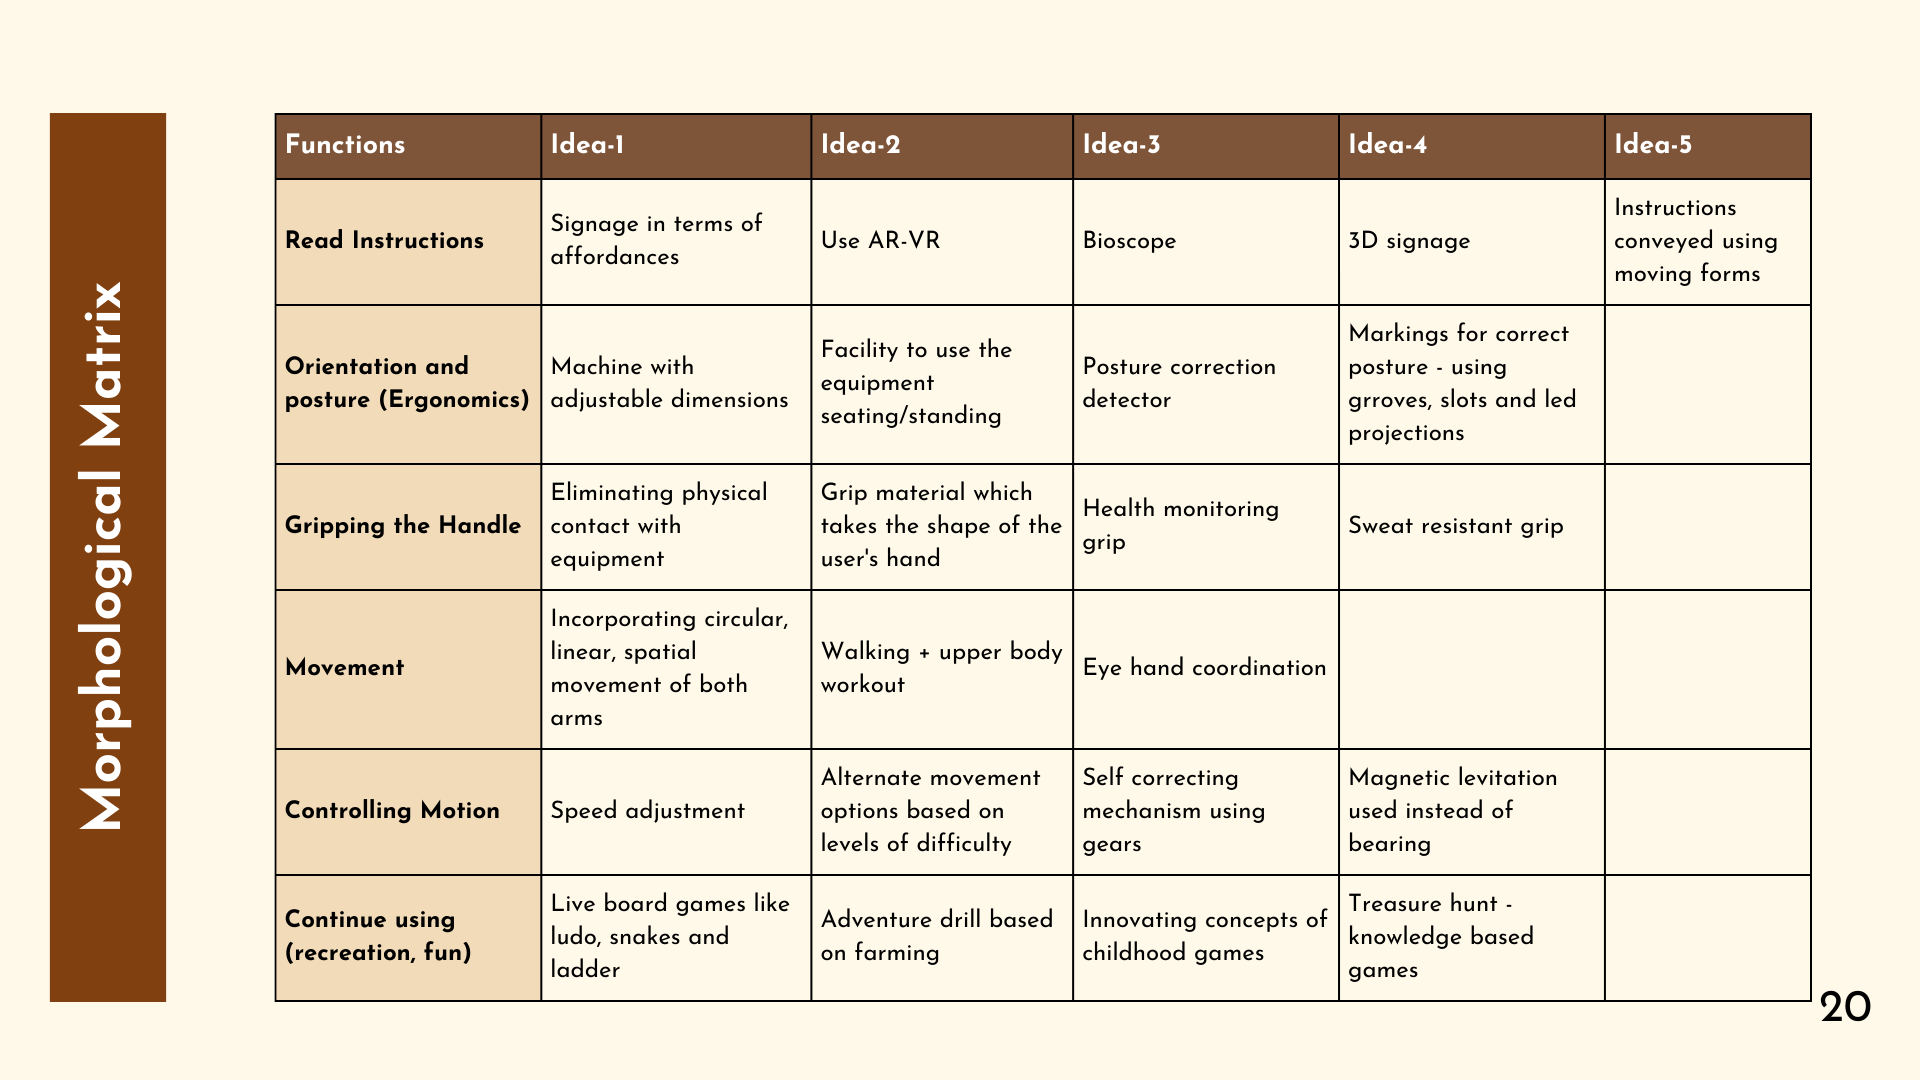 Morphological Matrix
Functions
Idea-1
Idea-2
Idea-3
Idea-4
Idea-5
Read Instructions
Signage in terms of
affordances
Use AR-VR
Bioscope
3D signage
Instructions
conveyed using
moving forms
Orientation and
posture (Ergonomics)
Machine with
adjustable dimensions
Facility to use the
equipment
seating/standing
Posture correction
detector
Markings for correct
posture - using
grroves, slots and led
projections
Gripping the Handle
Eliminating physical
contact with
equipment
Grip material which
takes the shape of the
user's hand
Health monitoring
grip
Sweat resistant grip
Movement
Incorporating circular,
linear, spatial
movement of both
arms
Walking + upper body
workout
Eye hand coordination
Controlling Motion
Speed adjustment
Alternate movement
options based on
levels of difficulty
Self correcting
mechanism using
gears
Magnetic levitation
used instead of
bearing
Continue using
(recreation, fun)
Live board games like
ludo, snakes and
ladder
Adventure drill based
on farming
Innovating concepts of
childhood games
Treasure hunt -
knowledge based
games
20